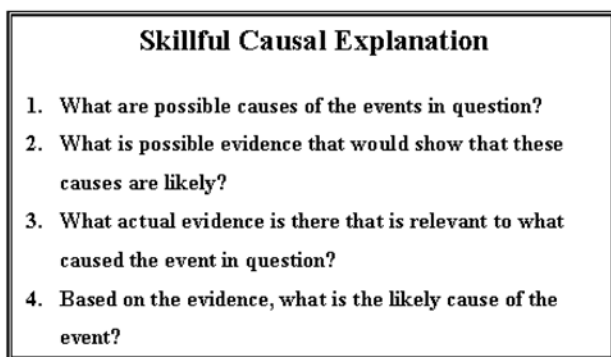 Skillful Causal Explanation
1. What are possible causes of the events in question?
2. What is possible evidence that would show that these
causes are likely?
3. What actual evidence is there that is relevant to what
caused the event in question?
4. Based on the evidence, what is the likely cause of the
event?